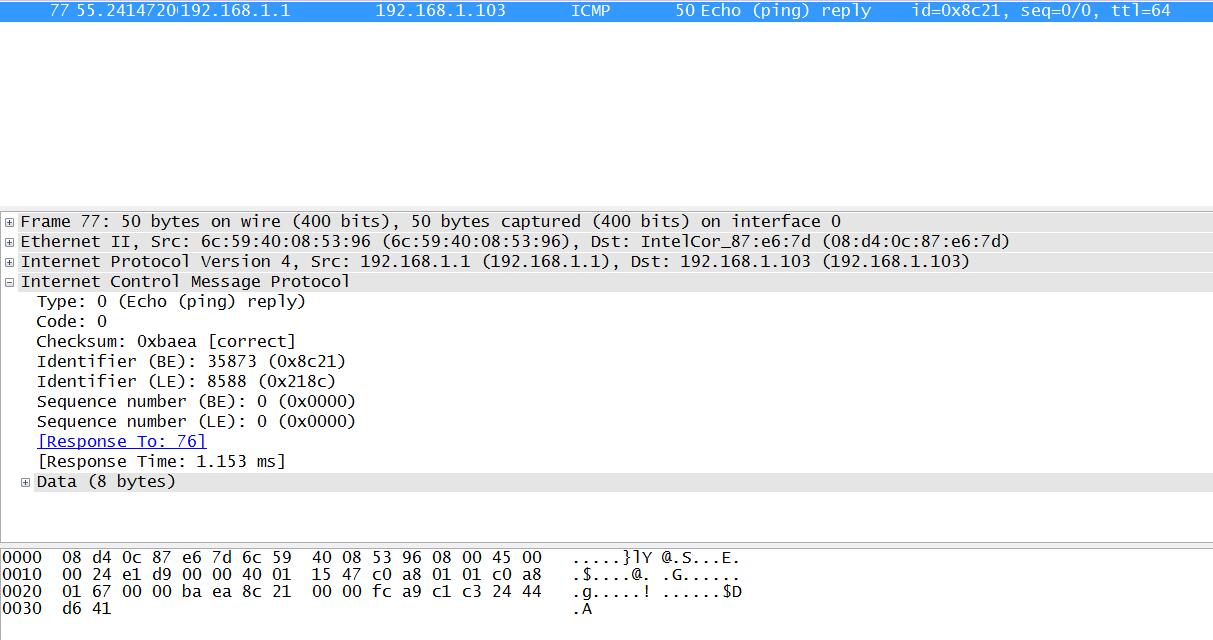 77 55.2414720 192.168.1.1 192.168.1.103 ICMP 50 Echo (ping) reply id=0x8c21, seq=0/0, ttl=64
Frame 77: 50 bytes on wire (400 bits), 50 bytes captured (400 bits) on interface 0
Ethernet II, Src: 6c:59:40:08:53:96 (6c:59:40:08:53:96), Dst: IntelCor_87:e6:7d (08:d4:0c:87:e6:7d)
Internet Protocol Version 4, Src: 192.168.1.1 (192.168.1.1), Dst: 192.168.1.103 (192.168.1.103)
Internet Control Message Protocol
Type: 0 (Echo (ping) reply)
Code: 0
Checksum: 0xbaea [correct]
Identifier (BE): 35873 (0x8c21)
Identifier (LE): 8588 (0x218c)
Sequence number (BE): 0 (0x0000)
Sequence number (LE): 0 (0x0000)
[Response To: 76]
[Response Time: 1.153 ms]
Data (8 bytes)
0000 08 d4 0c 87 e6 7d 6c 59 40 08 53 96 08 00 45 00 .....}lY @.S...E.
0010 00 24 e1 d9 00 00 40 01 15 47 c0 a8 01 01 c0 a8 .$....@. .G......
0020 01 67 00 00 ba ea 8c 21 00 00 fc a9 c1 c3 24 44 .g.....! ......$D
0030 d6 41 .A